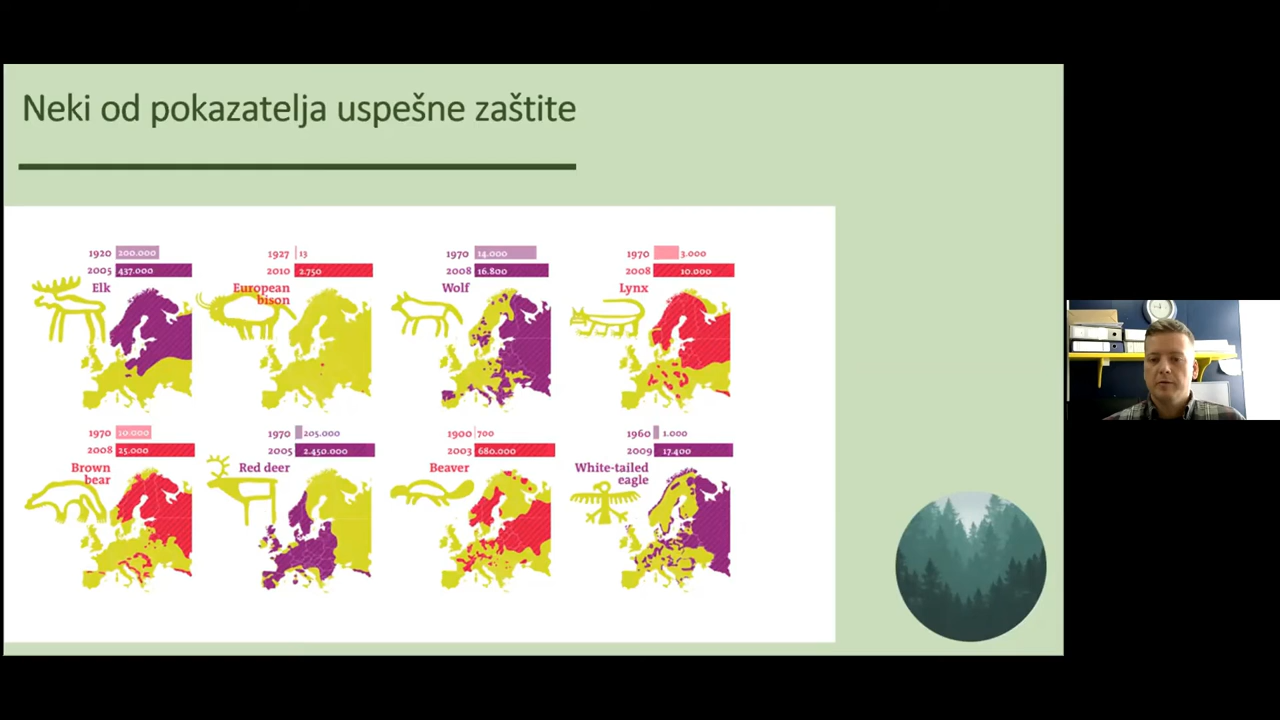 Neki od pokazatelja uspešne zaštite
1920 200.000
2005 437.000
Elk
1927 13
2010 2.750
European
bison
1970 14.000
2008 16.800
Wolf
1970 3.000
2008 10.000
Lynx
1970 10.000
2008 25.000
Brown
bear
1970 205.000
2005 2.450.000
Red deer
1900 700
2003 680.000
Beaver
1960 1.000
2009 17.400
White-tailed
eagle